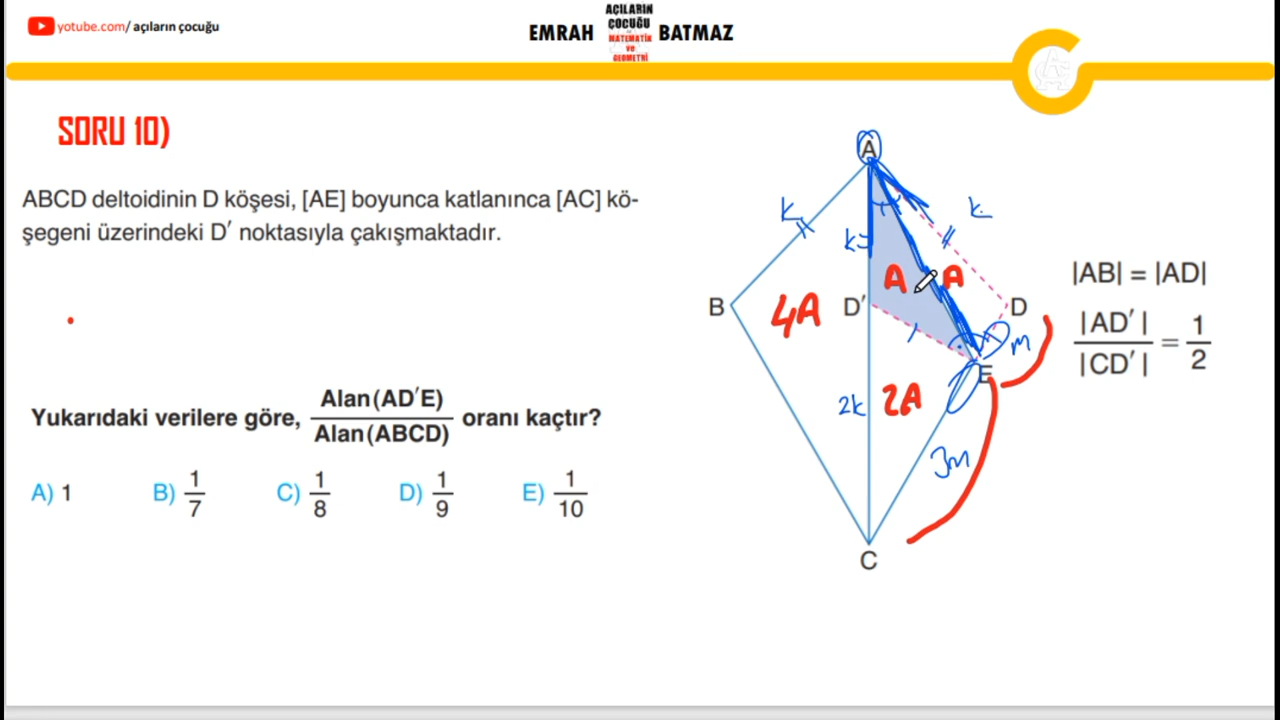 yotube.com/ açıların çocuğu
EMRAH
AÇILARIN
ÇOCUĞU
MATEMATİK
ve
GEOMETRİ
BATMAZ
SORU 10)
ABCD deltoidinin D köşesi, [AE] boyunca katlanınca [AC] kö-
şegeni üzerindeki D′ noktasıyla çakışmaktadır.
Yukarıdaki verilere göre, Alan(AD′E) / Alan(ABCD) oranı kaçtır?
A) 1 B) 1/7 C) 1/8 D) 1/9 E) 1/10
A
k
k
k
B
4A
D′
A
A
D
m
E
2k
2A
3m
C
|AB| = |AD|
|AD′| / |CD′| = 1/2